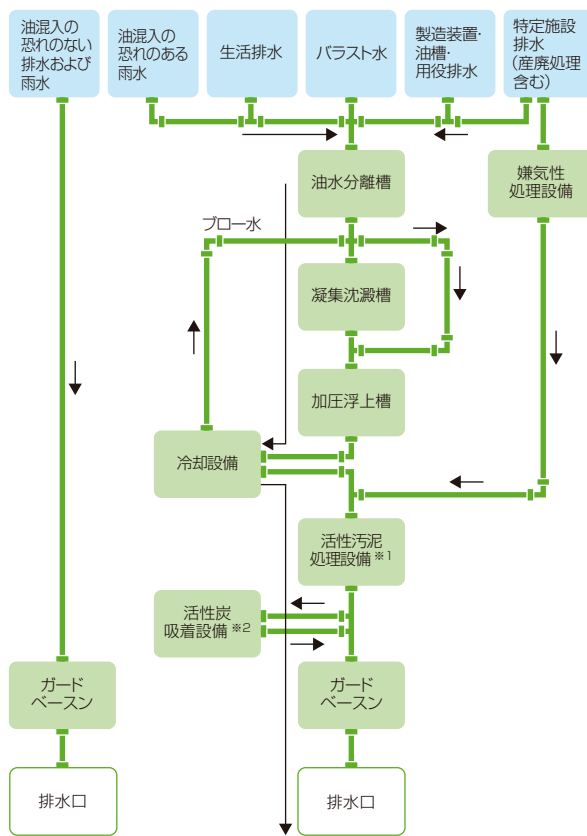 油混入の
恐れのない
排水および
雨水
油混入の
恐れのある
雨水
生活排水
バラスト水
製造装置・
油槽・
用役排水
特定施設
排水
(産廃処理
含む)
油水分離槽
嫌気性
処理設備
ブロー水
凝集沈澱槽
加圧浮上槽
冷却設備
活性汚泥
処理設備※1
活性炭
吸着設備※2
ガード
ベースン
ガード
ベースン
排水口
排水口